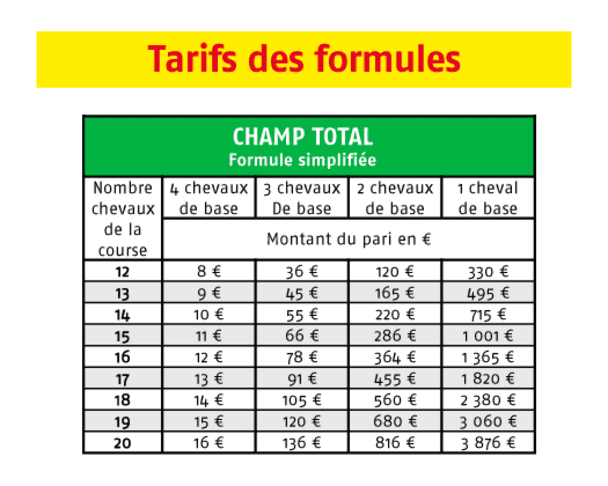 Tarifs des formules
CHAMP TOTAL
Formule simplifiée
Nombre chevaux de la course 4 chevaux de base 3 chevaux De base 2 chevaux de base 1 cheval de base
Montant du pari en €
12 8 € 36 € 120 € 330 €
13 9 € 45 € 165 € 495 €
14 10 € 55 € 220 € 715 €
15 11 € 66 € 286 € 1 001 €
16 12 € 78 € 364 € 1 365 €
17 13 € 91 € 455 € 1 820 €
18 14 € 105 € 560 € 2 380 €
19 15 € 120 € 680 € 3 060 €
20 16 € 136 € 816 € 3 876 €